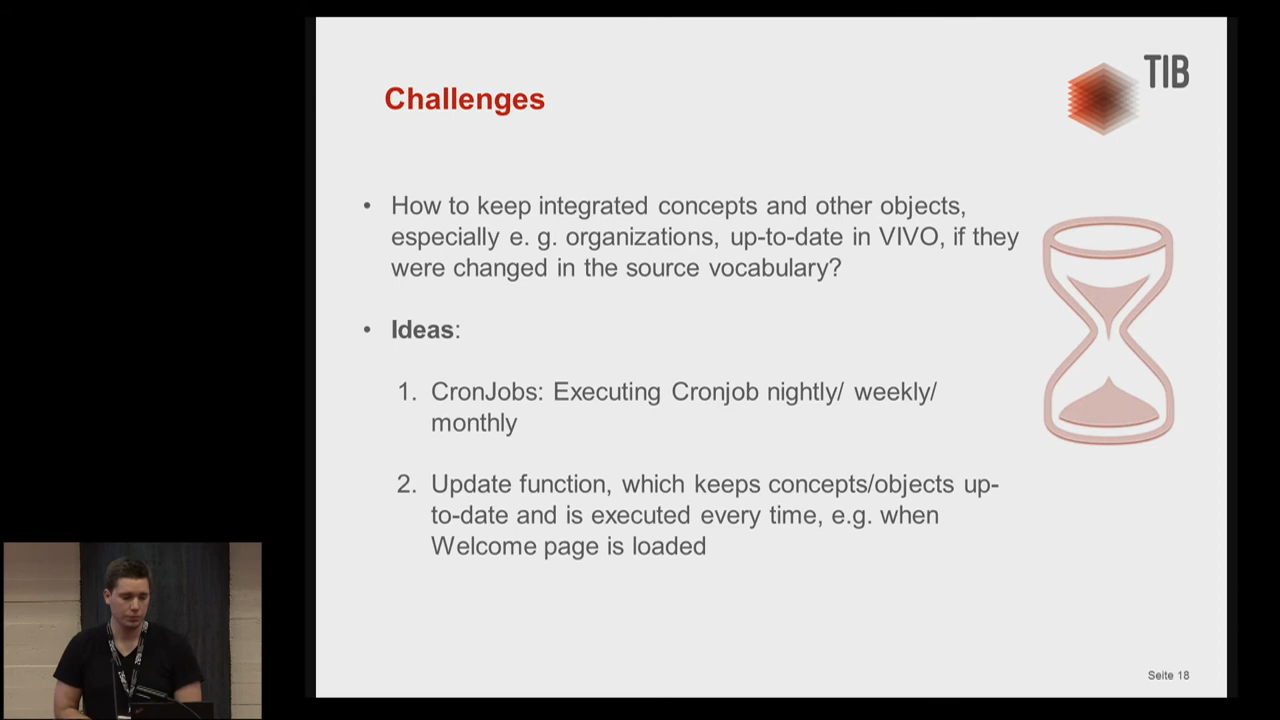 TIB
Challenges
• How to keep integrated concepts and other objects,
especially e. g. organizations, up-to-date in VIVO, if they
were changed in the source vocabulary?
• Ideas:
1. CronJobs: Executing Cronjob nightly/ weekly/
monthly
2. Update function, which keeps concepts/objects up-
to-date and is executed every time, e.g. when
Welcome page is loaded
Seite 18